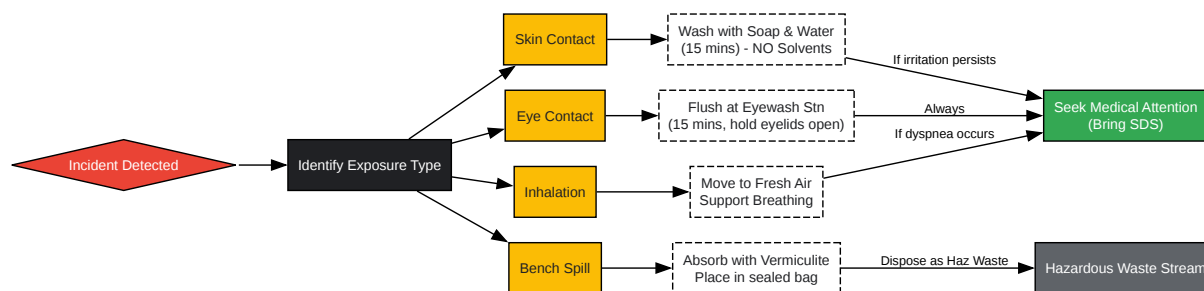 Incident Detected
Identify Exposure Type
Skin Contact
Wash with Soap & Water
(15 mins) - NO Solvents
If irritation persists
Eye Contact
Flush at Eyewash Stn
(15 mins, hold eyelids open)
Always
Seek Medical Attention
(Bring SDS)
Inhalation
Move to Fresh Air
Support Breathing
If dyspnea occurs
Bench Spill
Absorb with Vermiculite
Place in sealed bag
Dispose as Haz Waste
Hazardous Waste Stream